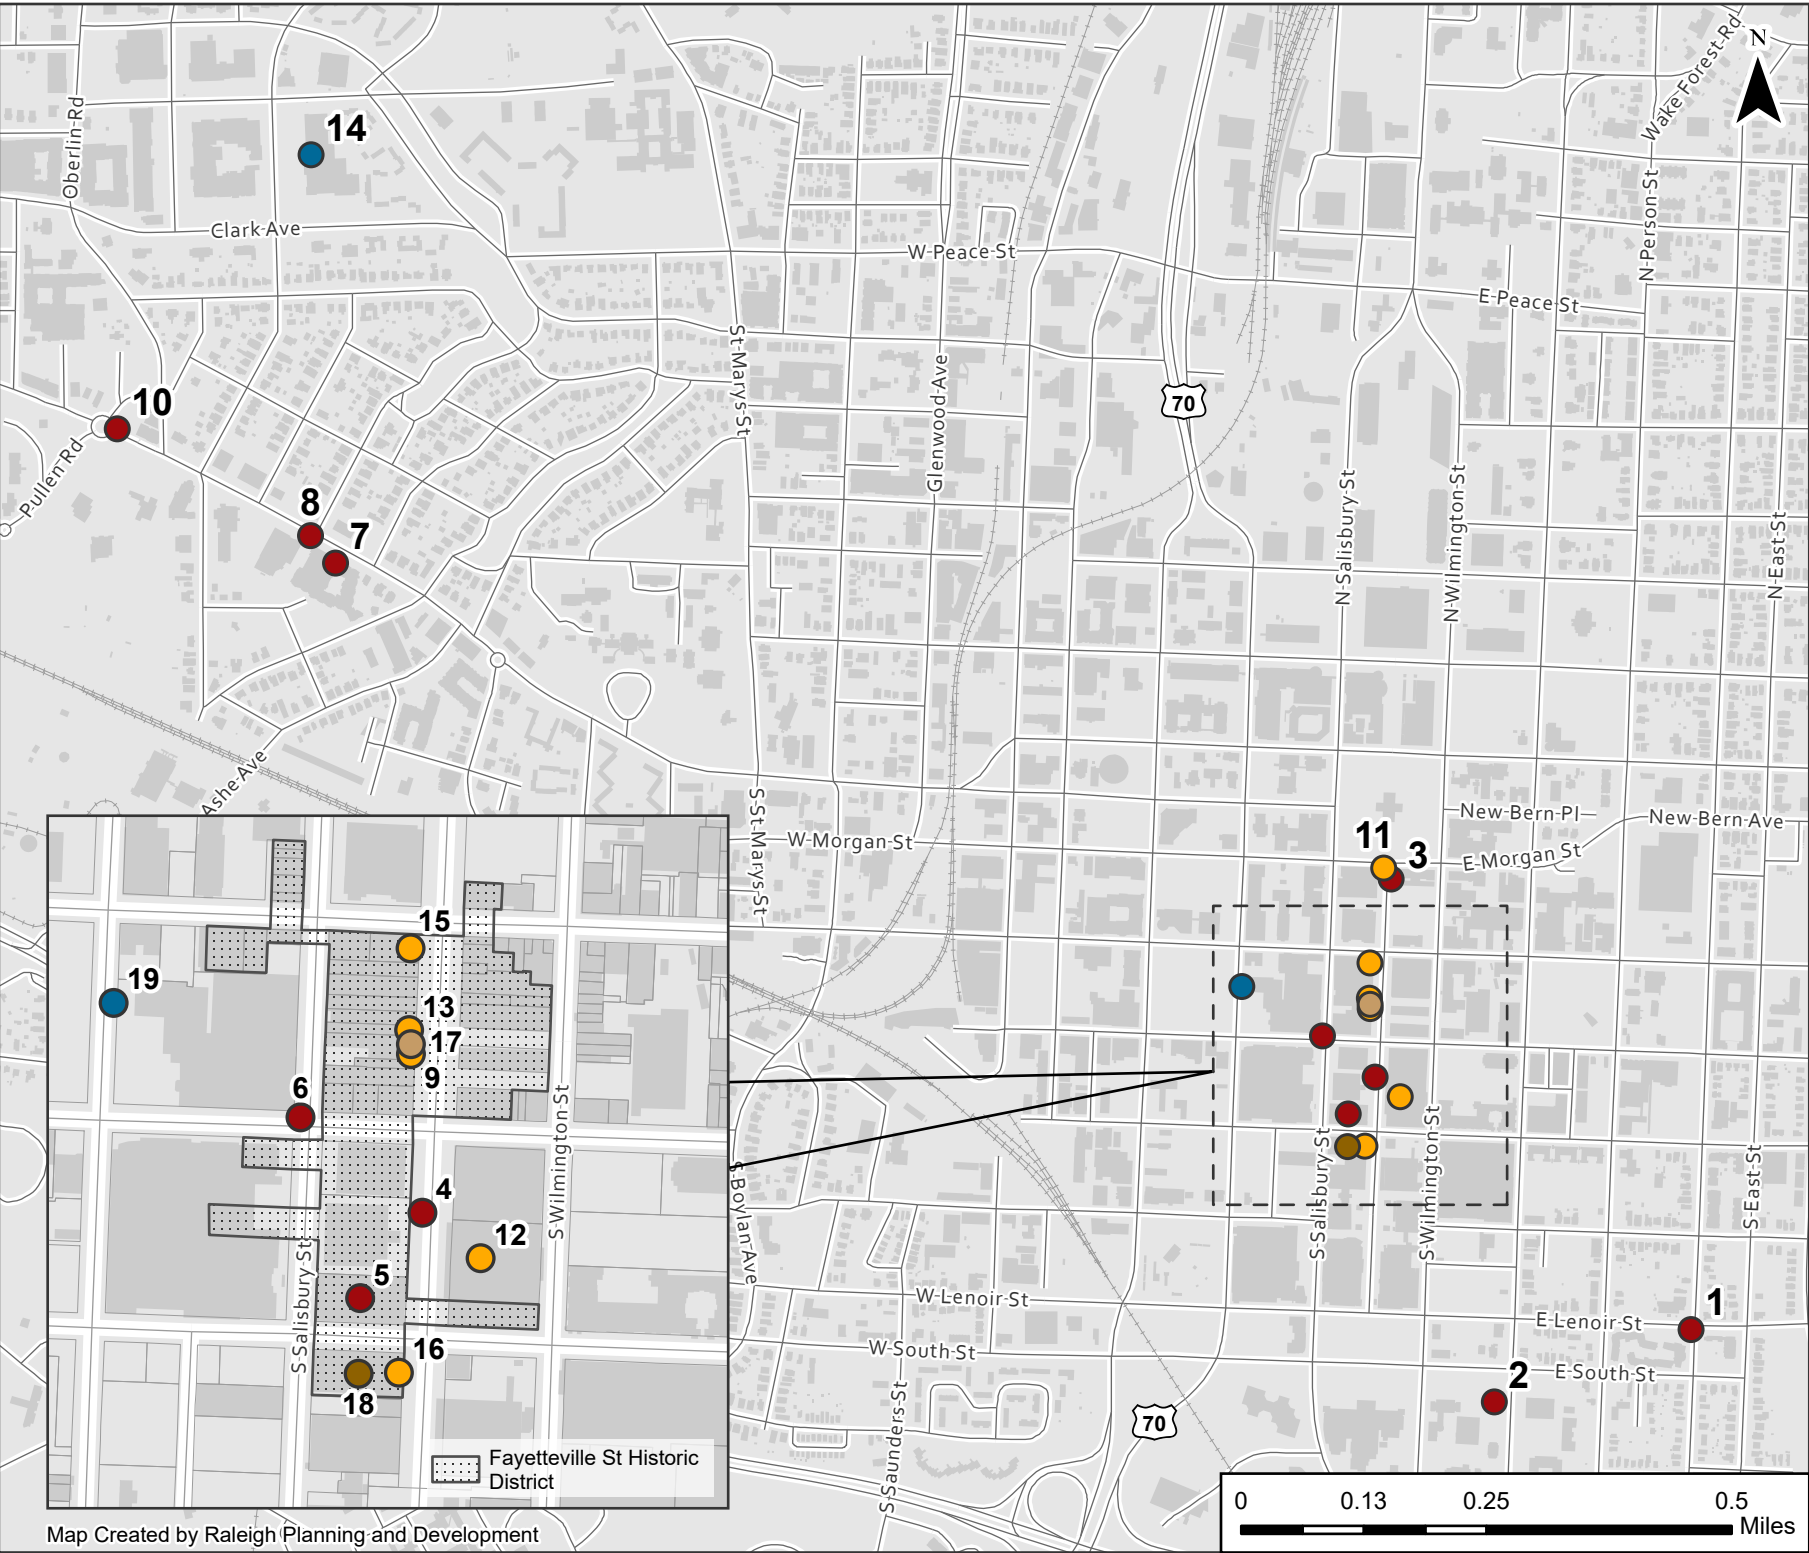 N
Wake Forest Rd
Oberlin Rd
14
N Person St
Clark Ave
W Peace St
E Peace St
St Marys St
Glenwood Ave
70
10
Pullen Rd
8
7
N Salisbury St
N Wilmington St
N East St
Ashe Ave
S St Marys St
W Morgan St
New Bern Pl
New Bern Ave
11
3
E Morgan St
15
19
13
17
9
6
S Wilmington St
4
12
5
S Salisbury St
16
18
Fayetteville St Historic
District
S Boylan Ave
S Salisbury St
S Wilmington St
S East St
W Lenoir St
E Lenoir St
1
W South St
E South St
2
S Saunders St
70
0 0.13 0.25 0.5
Miles
Map Created by Raleigh Planning and Development